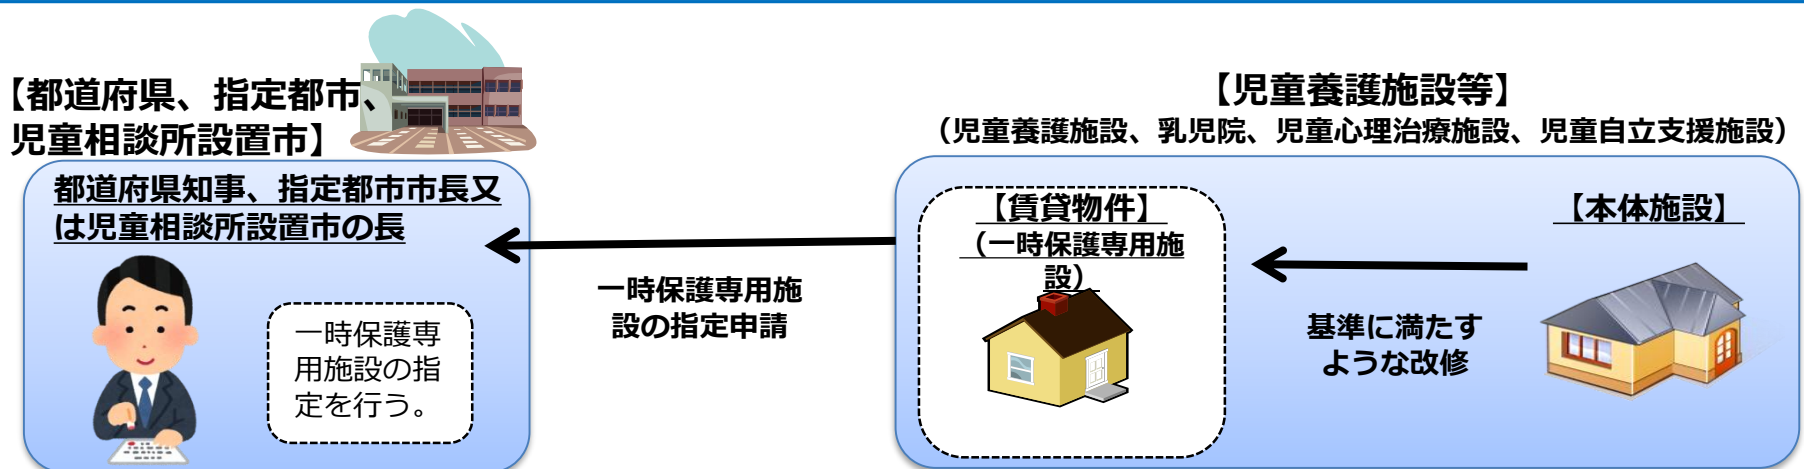 【都道府県、指定都市、
児童相談所設置市】
都道府県知事、指定都市市長又
は児童相談所設置市の長
一時保護専
用施設の指
定を行う。
一時保護専用施
設の指定申請
【児童養護施設等】
（児童養護施設、乳児院、児童心理治療施設、児童自立支援施設）
【賃貸物件】
（一時保護専用施
設）
基準に満たす
ような改修
【本体施設】